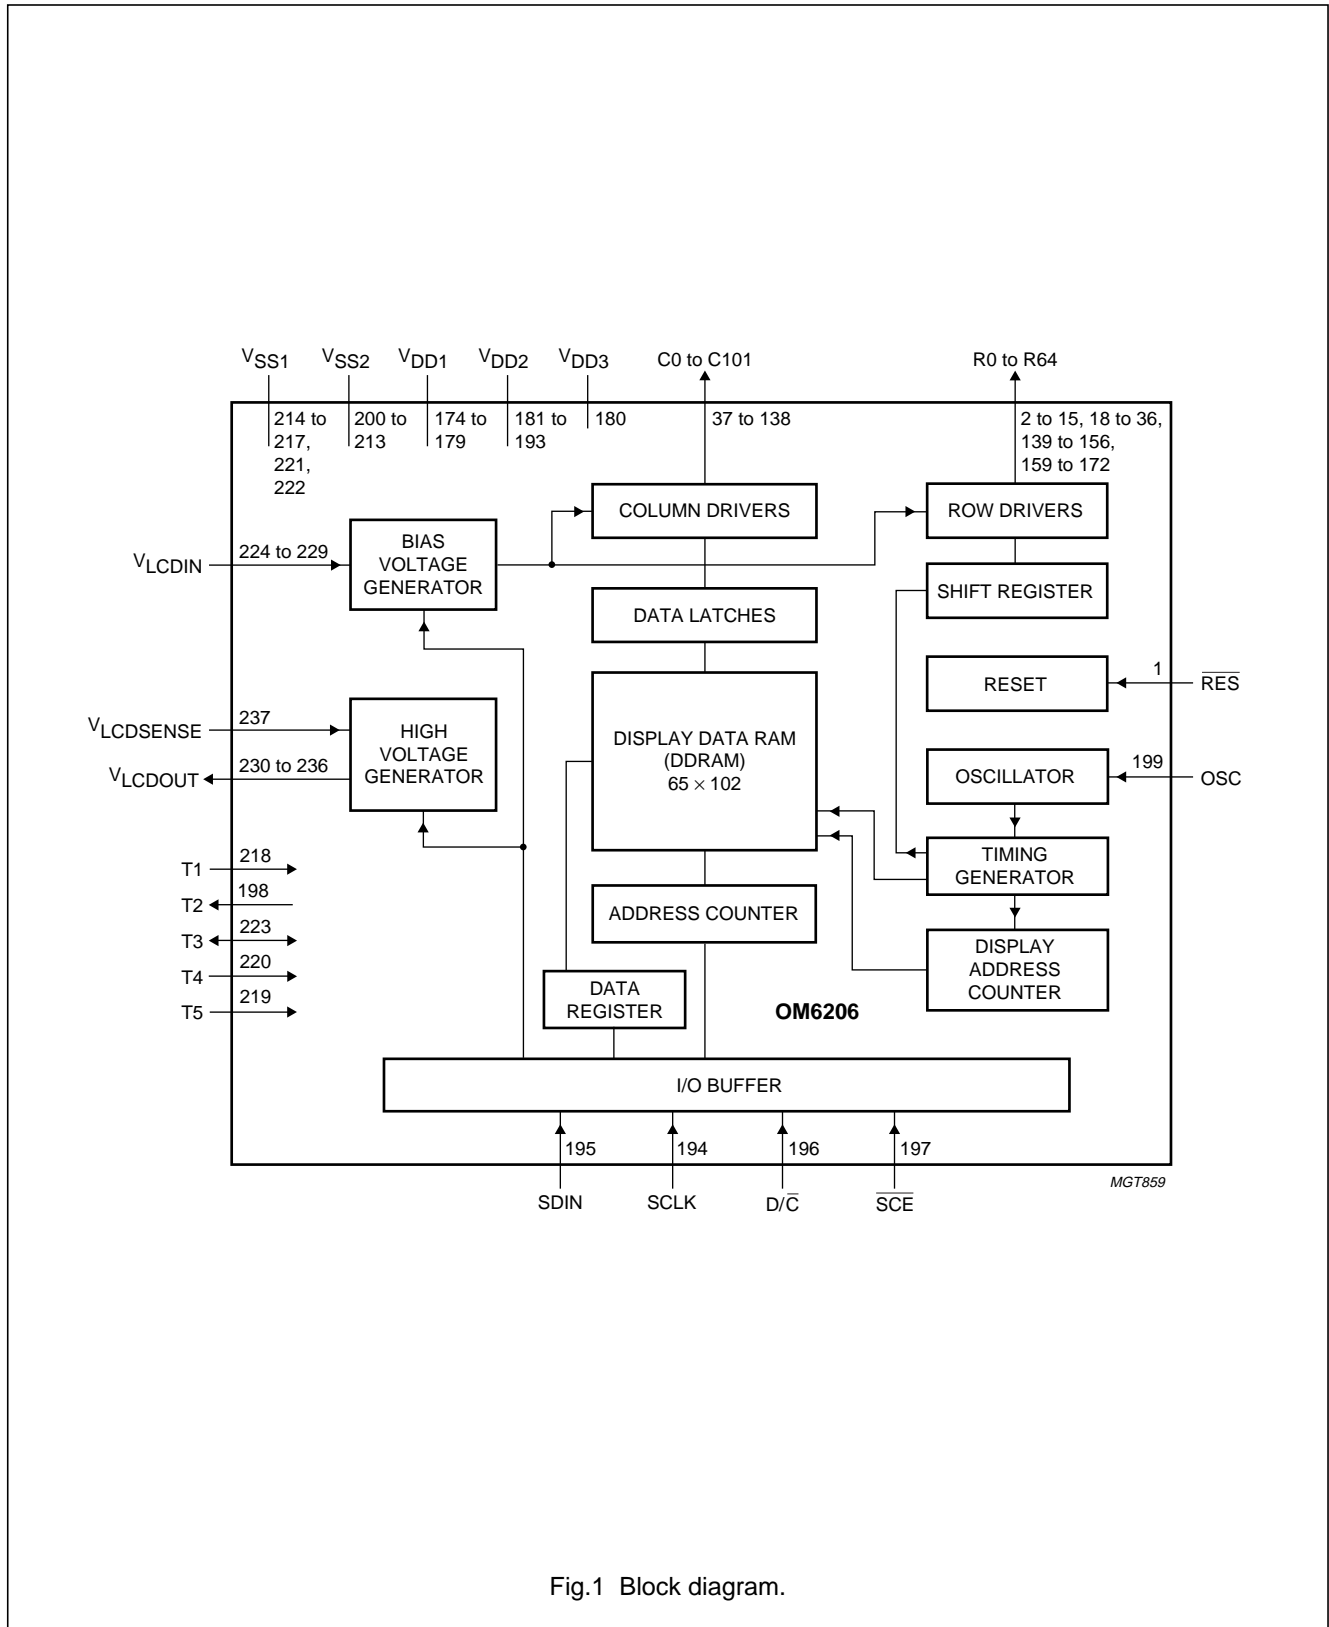 VSS1
VSS2
VDD1
VDD2
VDD3
C0 to C101
R0 to R64
214 to
217,
221,
222
200 to
213
174 to
179
181 to
193
180
37 to 138
2 to 15, 18 to 36,
139 to 156,
159 to 172
COLUMN DRIVERS
ROW DRIVERS
VLCDIN
224 to 229
BIAS
VOLTAGE
GENERATOR
DATA LATCHES
SHIFT REGISTER
RESET
1
R̅E̅S̅
VLCDSENSE
237
VLCDOUT
230 to 236
HIGH
VOLTAGE
GENERATOR
DISPLAY DATA RAM
(DDRAM)
65 × 102
OSCILLATOR
199
OSC
TIMING
GENERATOR
T1
218
T2
198
T3
223
T4
220
T5
219
ADDRESS COUNTER
DISPLAY
ADDRESS
COUNTER
DATA
REGISTER
OM6206
I/O BUFFER
195
194
196
197
SDIN
SCLK
D/C̅
S̅C̅E̅
MGT859
Fig.1 Block diagram.